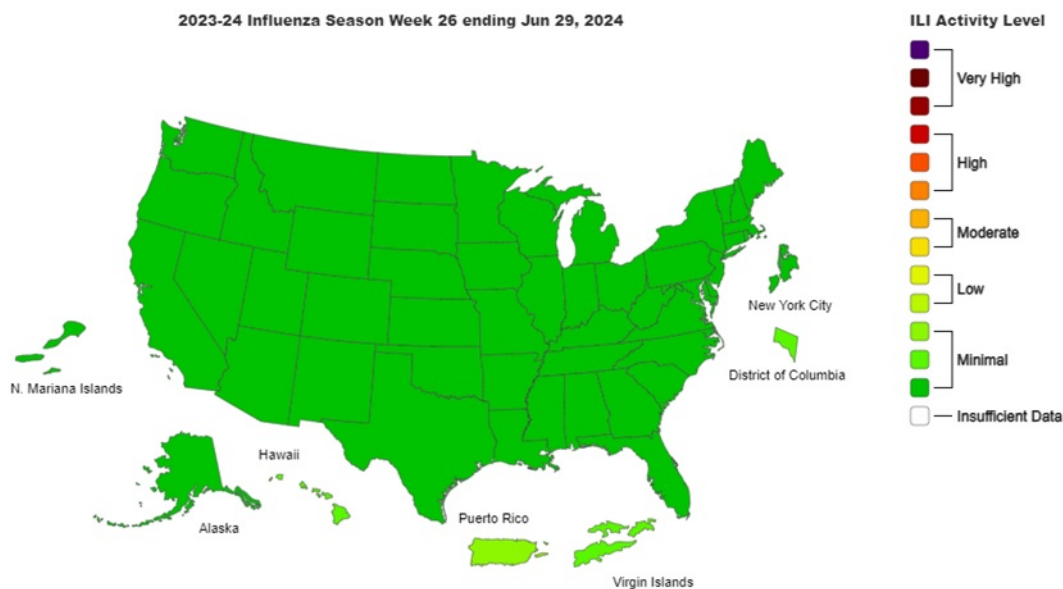 2023-24 Influenza Season Week 26 ending Jun 29, 2024
ILI Activity Level
Very High
High
Moderate
Low
Minimal
Insufficient Data
New York City
District of Columbia
N. Mariana Islands
Hawaii
Alaska
Puerto Rico
Virgin Islands